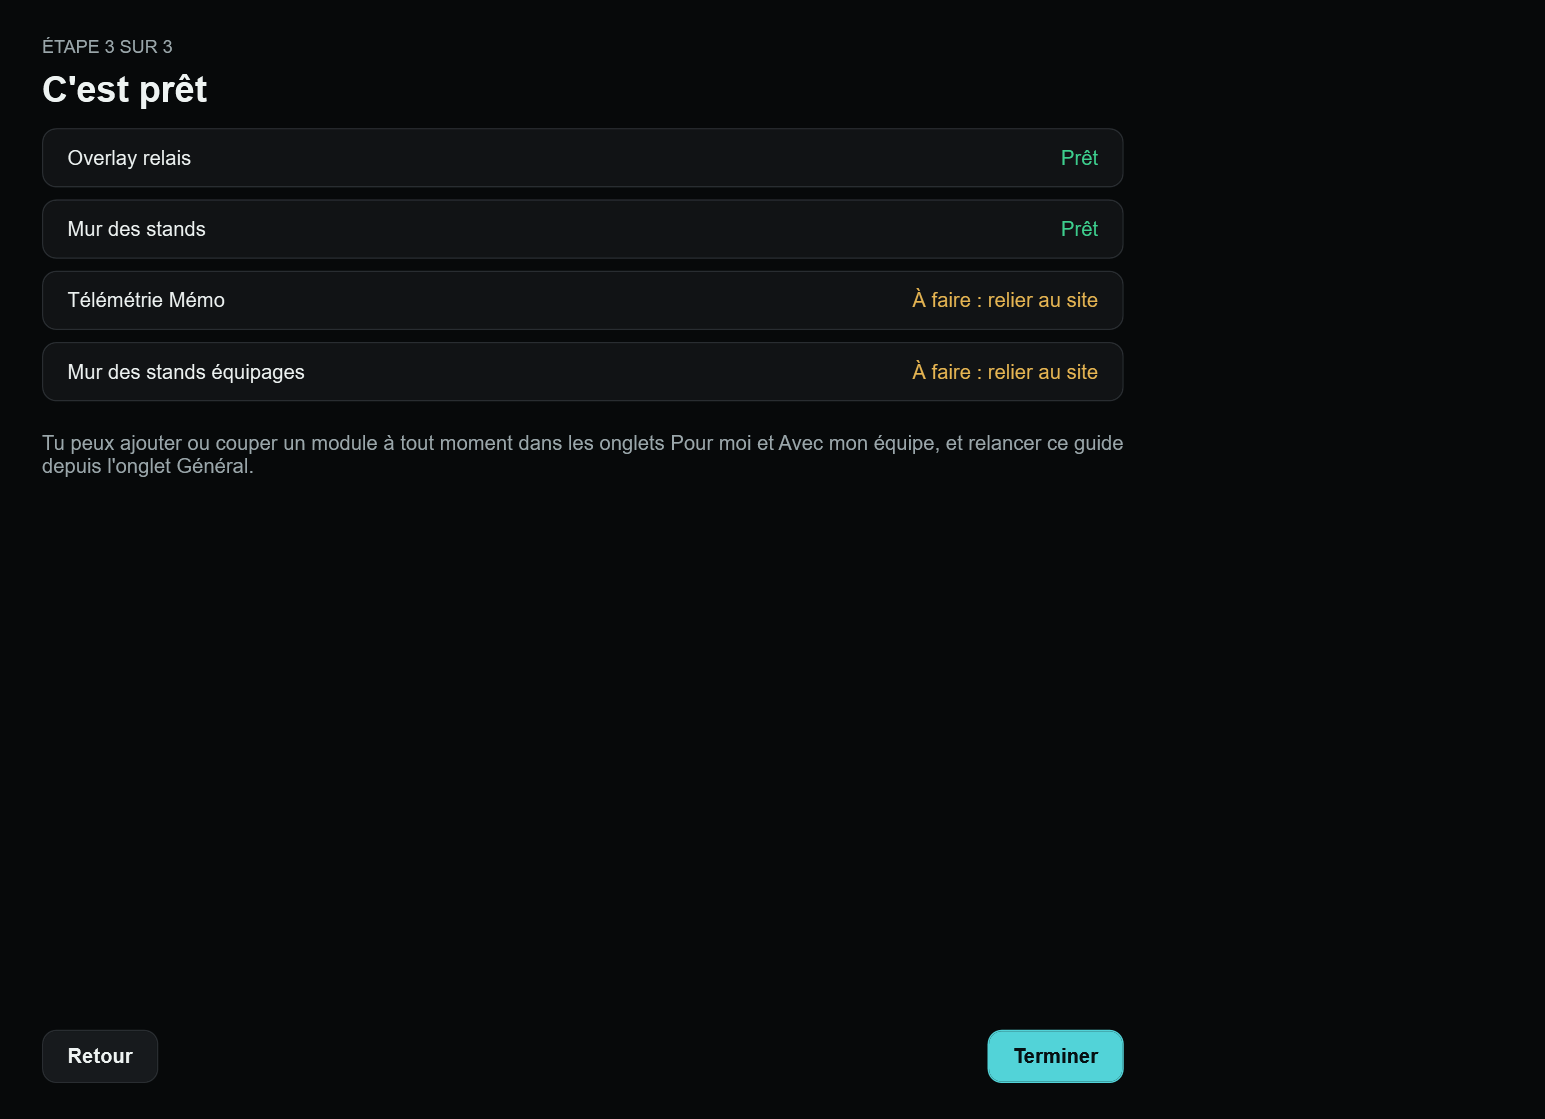 ÉTAPE 3 SUR 3
C'est prêt
Overlay relais Prêt
Mur des stands Prêt
Télémétrie Mémo À faire : relier au site
Mur des stands équipages À faire : relier au site
Tu peux ajouter ou couper un module à tout moment dans les onglets Pour moi et Avec mon équipe, et relancer ce guide
depuis l'onglet Général.
Retour Terminer